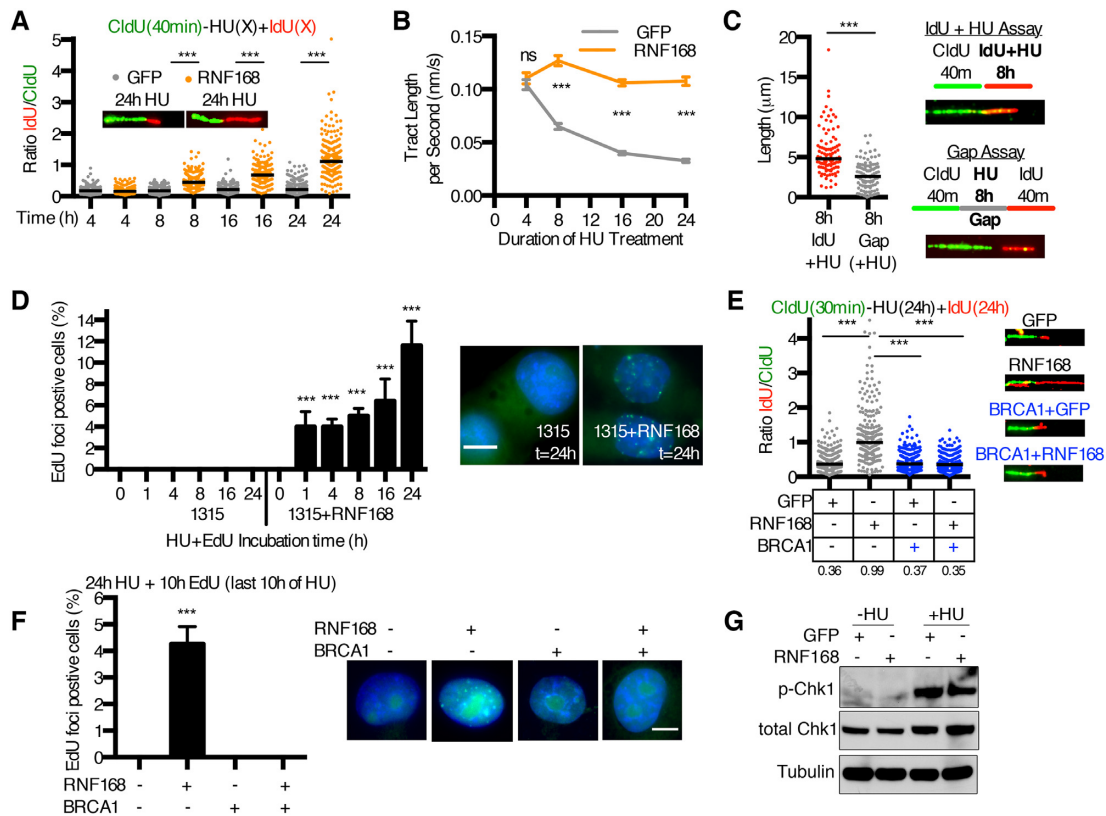 A
CldU(40min)-HU(X)+IdU(X)
Ratio IdU/CldU
5
4
3
2
1
0
*** *** ***
GFP RNF168
24h HU 24h HU
Time (h)
4 4 8 8 16 16 24 24
B
Tract Length
per Second (nm/s)
0.15
0.10
0.05
0.00
GFP
RNF168
ns
***
*** ***
0 4 8 12 16 20 24
Duration of HU Treatment
C
Length (μm)
20
15
10
5
0
***
8h 8h
IdU Gap
+HU (+HU)
IdU + HU Assay
CldU IdU+HU
40m 8h
Gap Assay
CldU HU IdU
40m 8h 40m
Gap
D
EdU foci postive cells (%)
14
12
10
8
6
4
2
0
*** *** *** *** ***
0 1 4 8 16 24 0 1 4 8 16 24
1315 1315+RNF168
HU+EdU Incubation time (h)
1315
t=24h
1315+RNF168
t=24h
E
CldU(30min)-HU(24h)+IdU(24h)
Ratio IdU/CldU
4
3
2
1
0
*** ***
***
GFP + - + -
RNF168 - + - +
BRCA1 - - + +
0.36 0.99 0.37 0.35
GFP
RNF168
BRCA1+GFP
BRCA1+RNF168
F
24h HU + 10h EdU (last 10h of HU)
EdU foci postive cells (%)
6
5
4
3
2
1
0
***
RNF168 - + - +
BRCA1 - - + +
RNF168 - + - +
BRCA1 - - + +
G
-HU +HU
GFP + - + -
RNF168 - + - +
p-Chk1
total Chk1
Tubulin